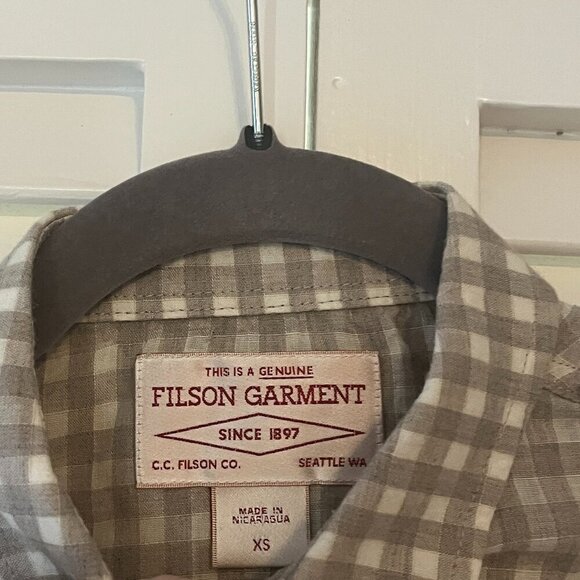 THIS IS A GENUINE
FILSON GARMENT
SINCE 1897
C.C. FILSON CO. SEATTLE WA
MADE IN
NICARAGUA
XS